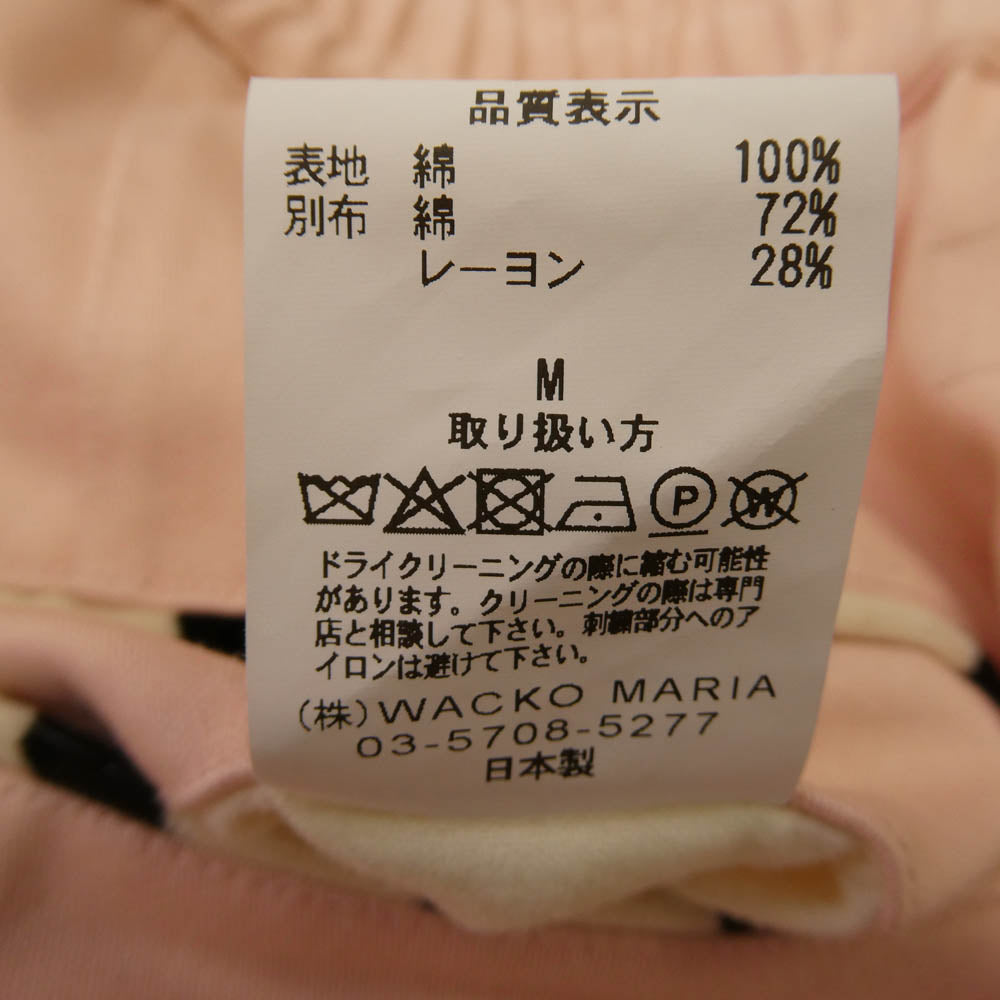 品質表示
表地 綿 100%
別布 綿 72%
レーヨン 28%
M
取り扱い方
P W
ドライクリーニングの際に縮む可能性
があります。クリーニングの際は専門
店と相談して下さい。刺繍部分へのア
イロンは避けて下さい。
(株)WACKO MARIA
03-5708-5277
日本製